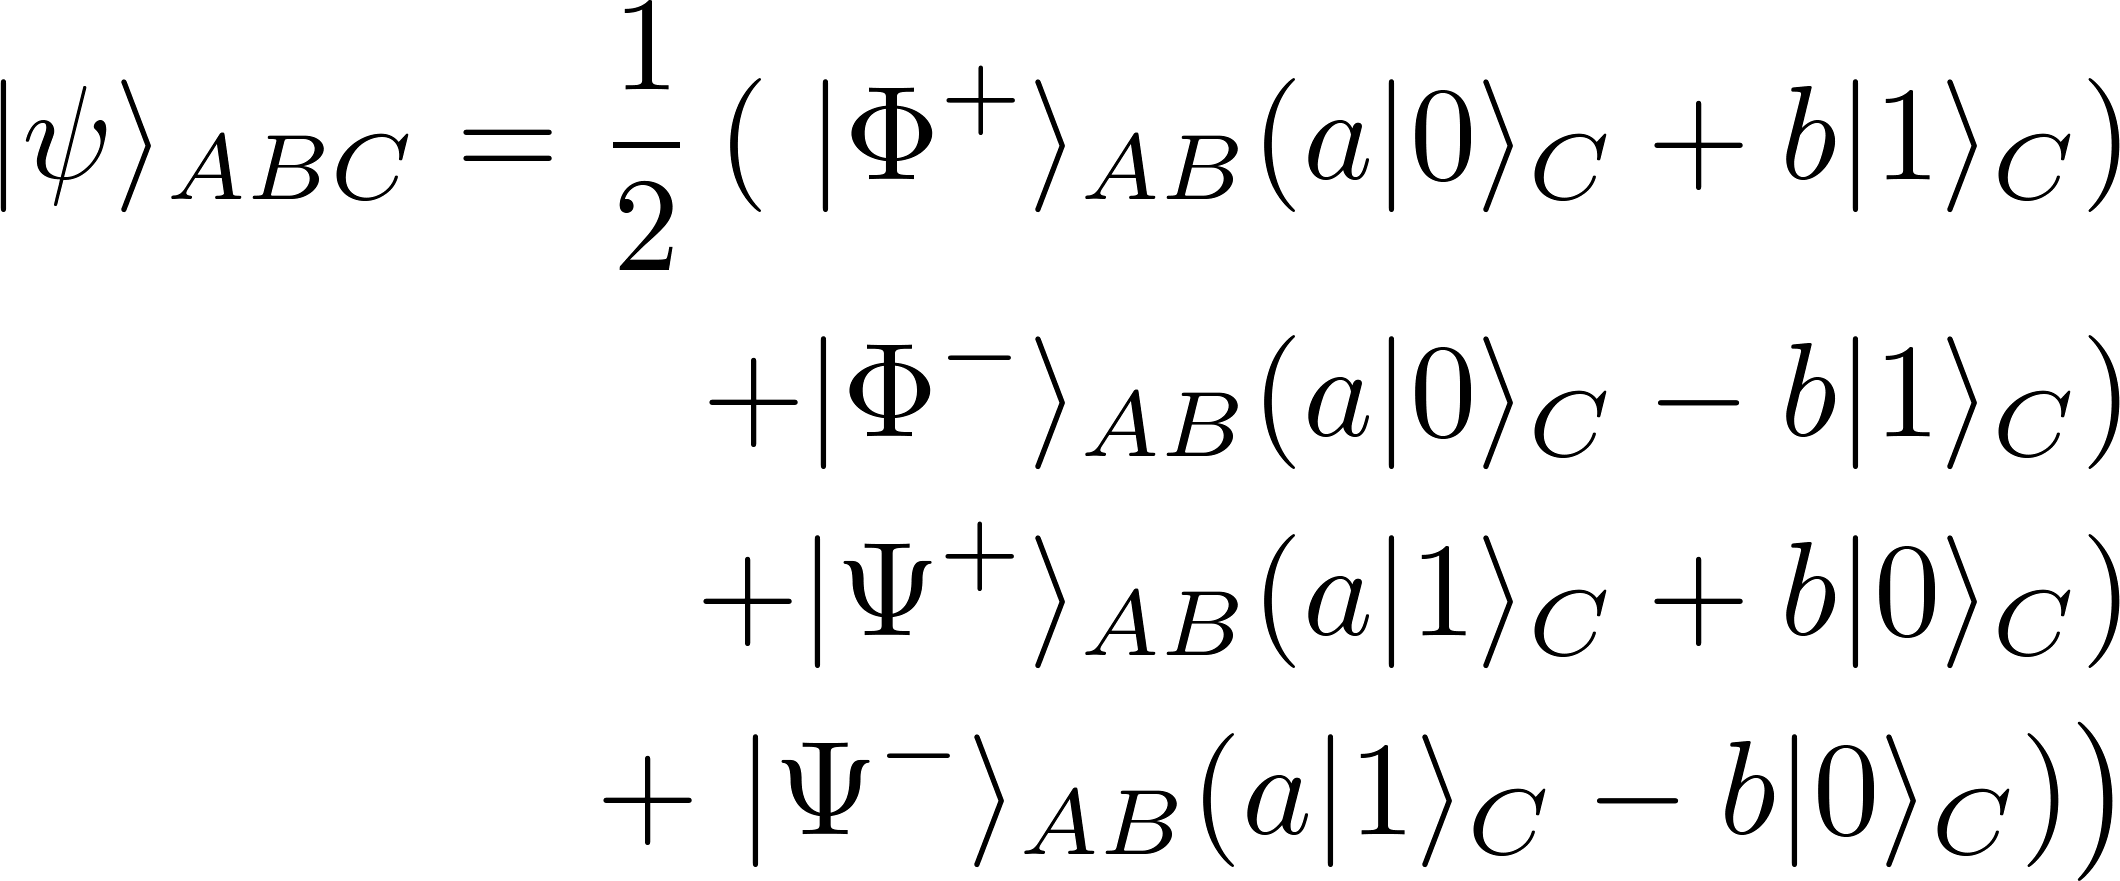 |ψ⟩_{ABC} = \frac{1}{2} ( |Φ^+⟩_{AB}(a|0⟩_C + b|1⟩_C)
+|Φ^-⟩_{AB}(a|0⟩_C − b|1⟩_C)
+|Ψ^+⟩_{AB}(a|1⟩_C + b|0⟩_C)
+ |Ψ^-⟩_{AB}(a|1⟩_C − b|0⟩_C))